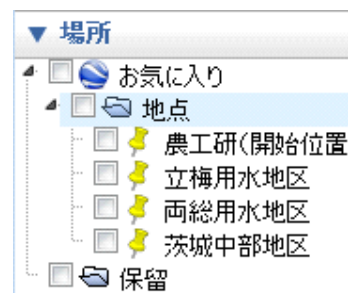 ▼ 場所
お気に入り
地点
農工研(開始位置
立梅用水地区
両総用水地区
茨城中部地区
保留